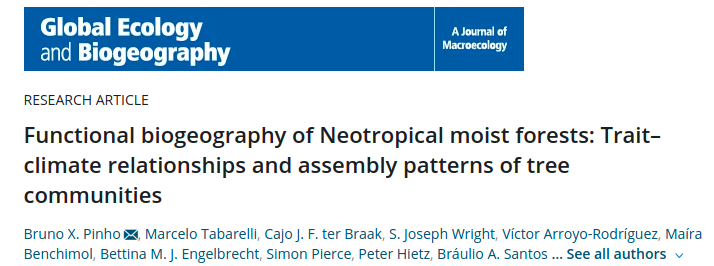 Global Ecology
and Biogeography
A Journal of
Macroecology
RESEARCH ARTICLE
Functional biogeography of Neotropical moist forests: Trait–
climate relationships and assembly patterns of tree
communities
Bruno X. Pinho, Marcelo Tabarelli, Cajo J. F. ter Braak, S. Joseph Wright, Víctor Arroyo-Rodríguez, Maíra
Benchimol, Bettina M. J. Engelbrecht, Simon Pierce, Peter Hietz, Bráulio A. Santos ... See all authors